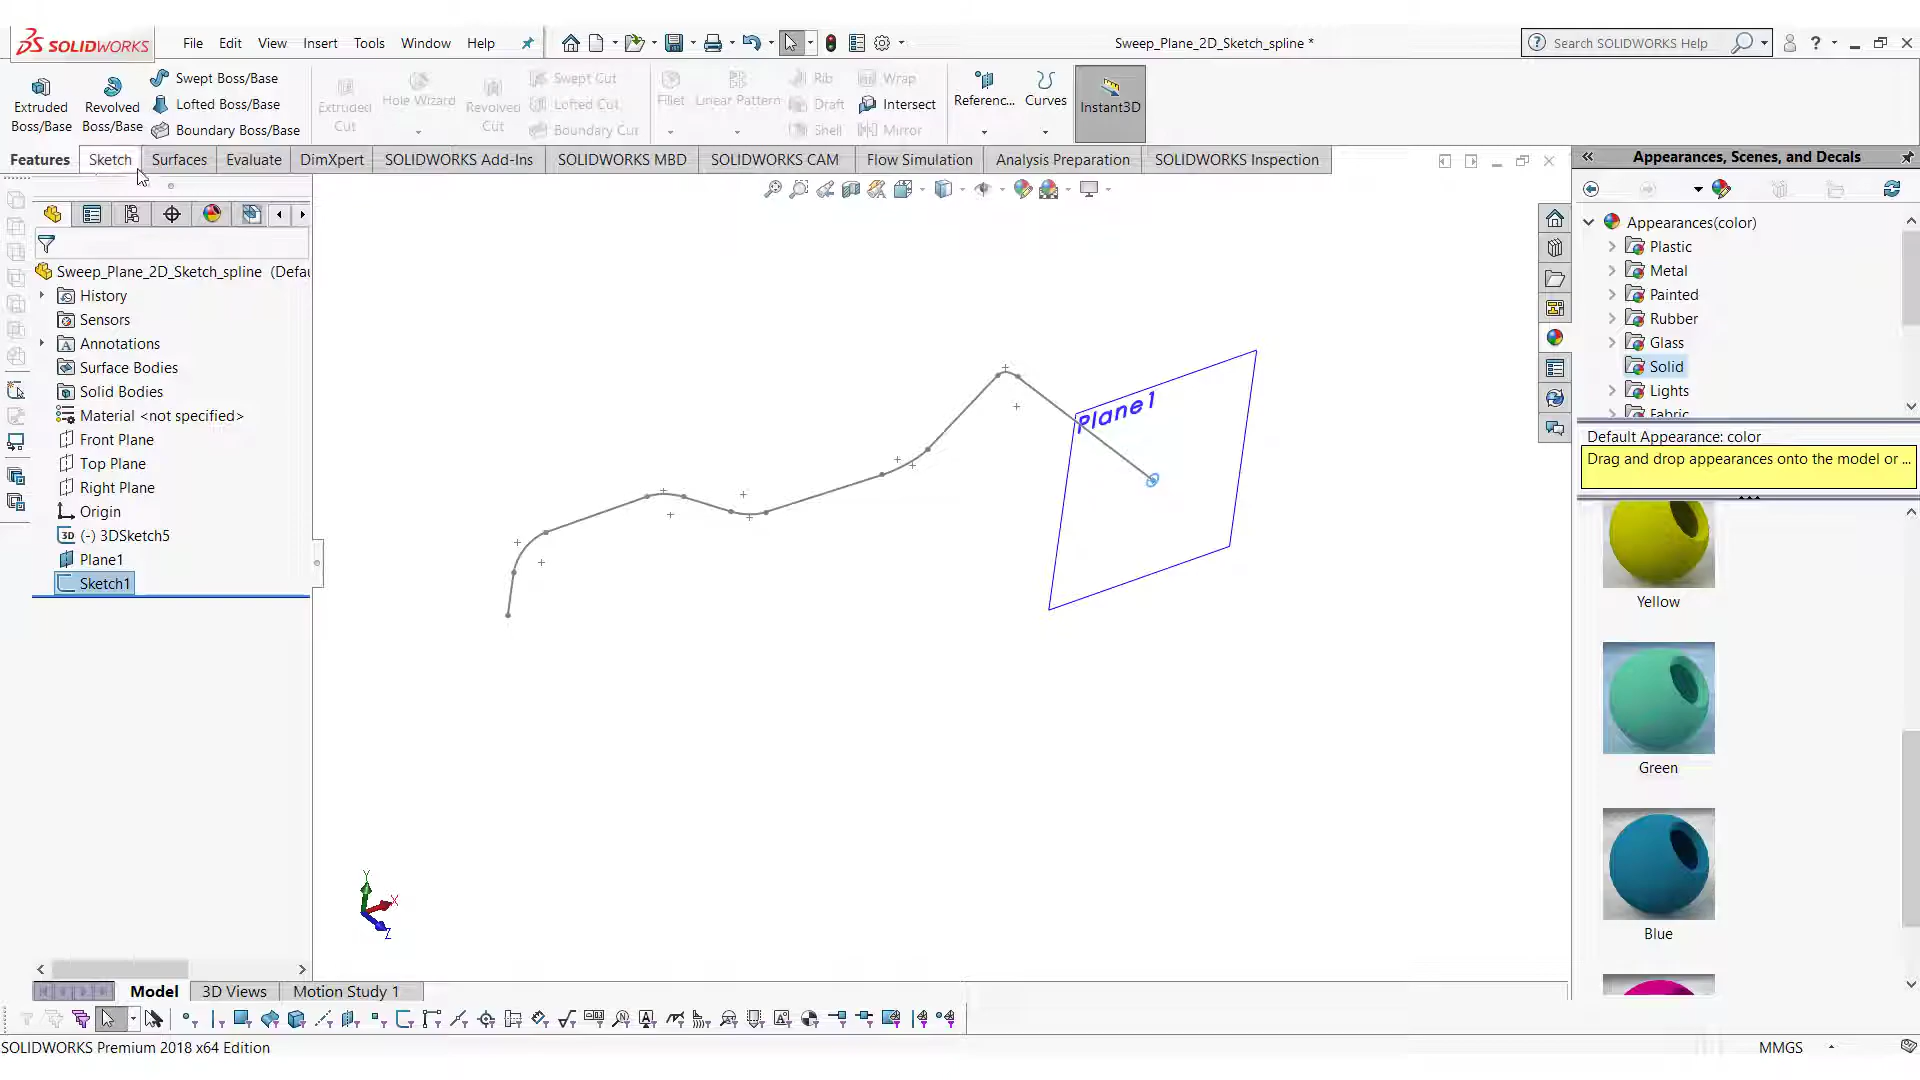 SOLIDWORKS
File Edit View Insert Tools Window Help
Sweep_Plane_2D_Sketch_spline *
Search SOLIDWORKS Help
Extruded Boss/Base
Revolved Boss/Base
Swept Boss/Base
Lofted Boss/Base
Boundary Boss/Base
Extruded Cut
Hole Wizard
Revolved Cut
Swept Cut
Lofted Cut
Boundary Cut
Fillet
Linear Pattern
Rib
Draft
Shell
Wrap
Intersect
Mirror
Referenc...
Curves
Instant3D
Features Sketch Surfaces Evaluate DimXpert SOLIDWORKS Add-Ins SOLIDWORKS MBD SOLIDWORKS CAM Flow Simulation Analysis Preparation SOLIDWORKS Inspection
Appearances, Scenes, and Decals
Sweep_Plane_2D_Sketch_spline (Defau
History
Sensors
Annotations
Surface Bodies
Solid Bodies
Material <not specified>
Front Plane
Top Plane
Right Plane
Origin
3D (-) 3DSketch5
Plane1
Sketch1
Plane1
Y
X
Z
Appearances(color)
Plastic
Metal
Painted
Rubber
Glass
Solid
Lights
Fabric
Default Appearance: color
Drag and drop appearances onto the model or ...
Yellow
Green
Blue
Model 3D Views Motion Study 1
SOLIDWORKS Premium 2018 x64 Edition
MMGS